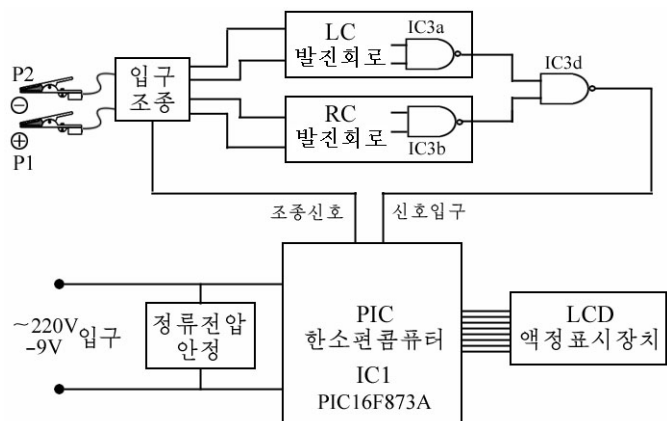 P2
⊖
⊕
P1
입구
조종
LC
발진회로
IC3a
RC
발진회로
IC3b
IC3d
조종신호
신호입구
~220V
-9V
입구
정류전압
안정
PIC
한소편콤퓨터
IC1
PIC16F873A
LCD
액정표시장치